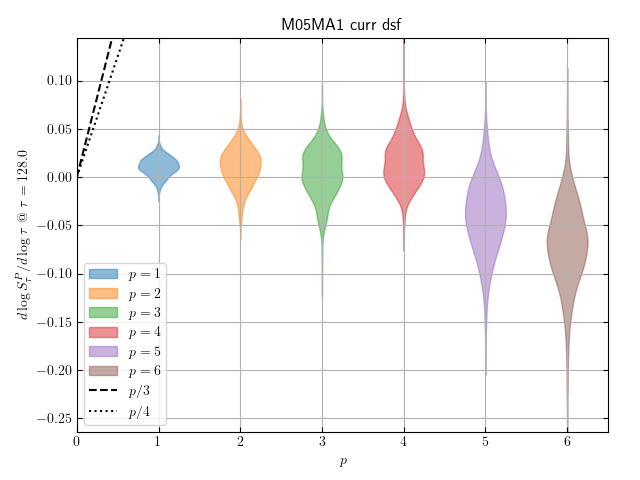 M05MA1 curr dsf
d log S_τ^p / d log τ @ τ = 128.0
0.10
0.05
0.00
−0.05
−0.10
−0.15
−0.20
−0.25
p = 1
p = 2
p = 3
p = 4
p = 5
p = 6
p/3
p/4
0 1 2 3 4 5 6
p